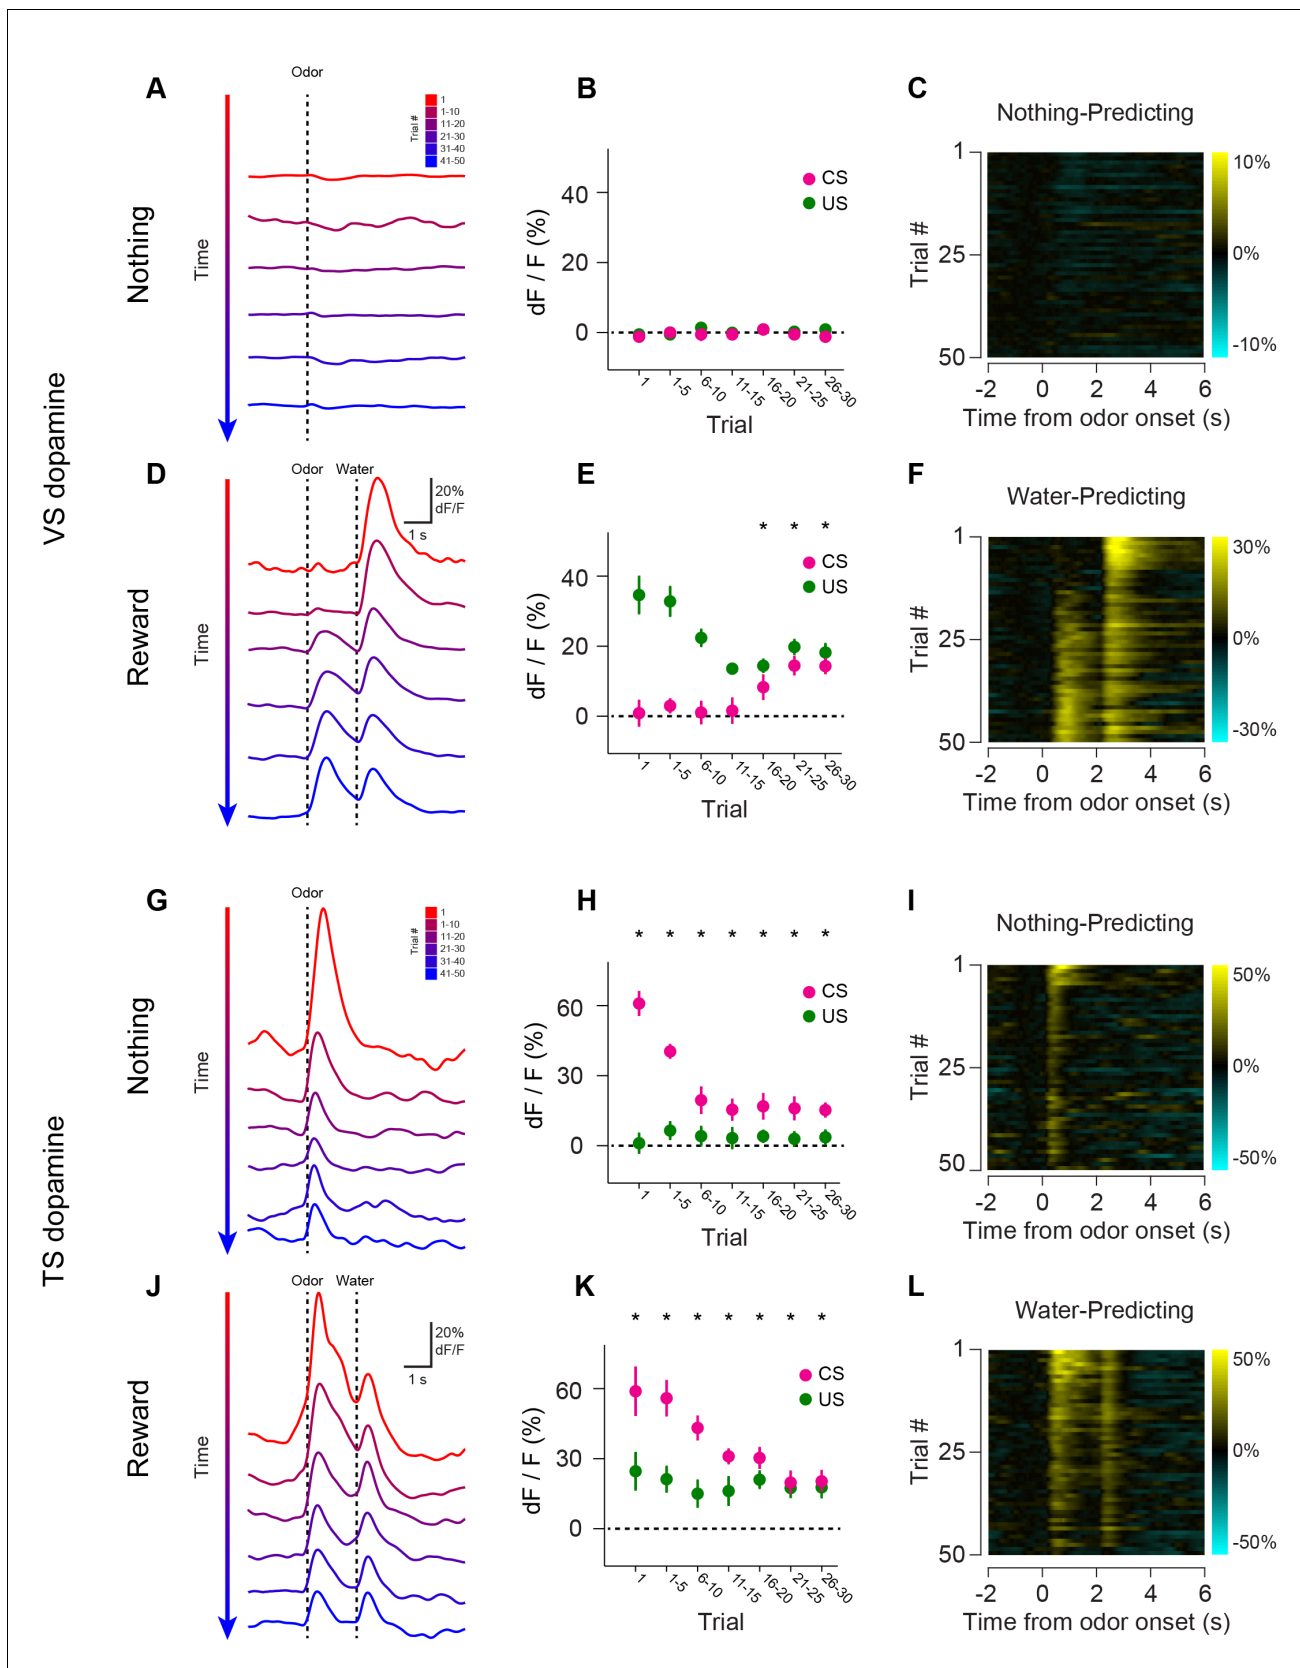 VS dopamine
Nothing
A
Odor
Time
Trial #
1
1-10
11-20
21-30
31-40
41-50
B
dF / F (%)
40
20
0
CS
US
1
1-5
6-10
11-15
16-20
21-25
26-30
Trial
C
Nothing-Predicting
Trial #
1
25
50
10%
0%
-10%
-2 0 2 4 6
Time from odor onset (s)
Reward
D
Odor Water
20%
dF/F
1 s
Time
E
* * *
dF / F (%)
40
20
0
CS
US
1
1-5
6-10
11-15
16-20
21-25
26-30
Trial
F
Water-Predicting
Trial #
1
25
50
30%
0%
-30%
-2 0 2 4 6
Time from odor onset (s)
TS dopamine
Nothing
G
Odor
Time
Trial #
1
1-10
11-20
21-30
31-40
41-50
H
* * * * * * *
dF / F (%)
60
30
0
CS
US
1
1-5
6-10
11-15
16-20
21-25
26-30
Trial
I
Nothing-Predicting
Trial #
1
25
50
50%
0%
-50%
-2 0 2 4 6
Time from odor onset (s)
Reward
J
Odor Water
20%
dF/F
1 s
Time
K
* * * * * * *
dF / F (%)
60
30
0
CS
US
1
1-5
6-10
11-15
16-20
21-25
26-30
Trial
L
Water-Predicting
Trial #
1
25
50
50%
0%
-50%
-2 0 2 4 6
Time from odor onset (s)